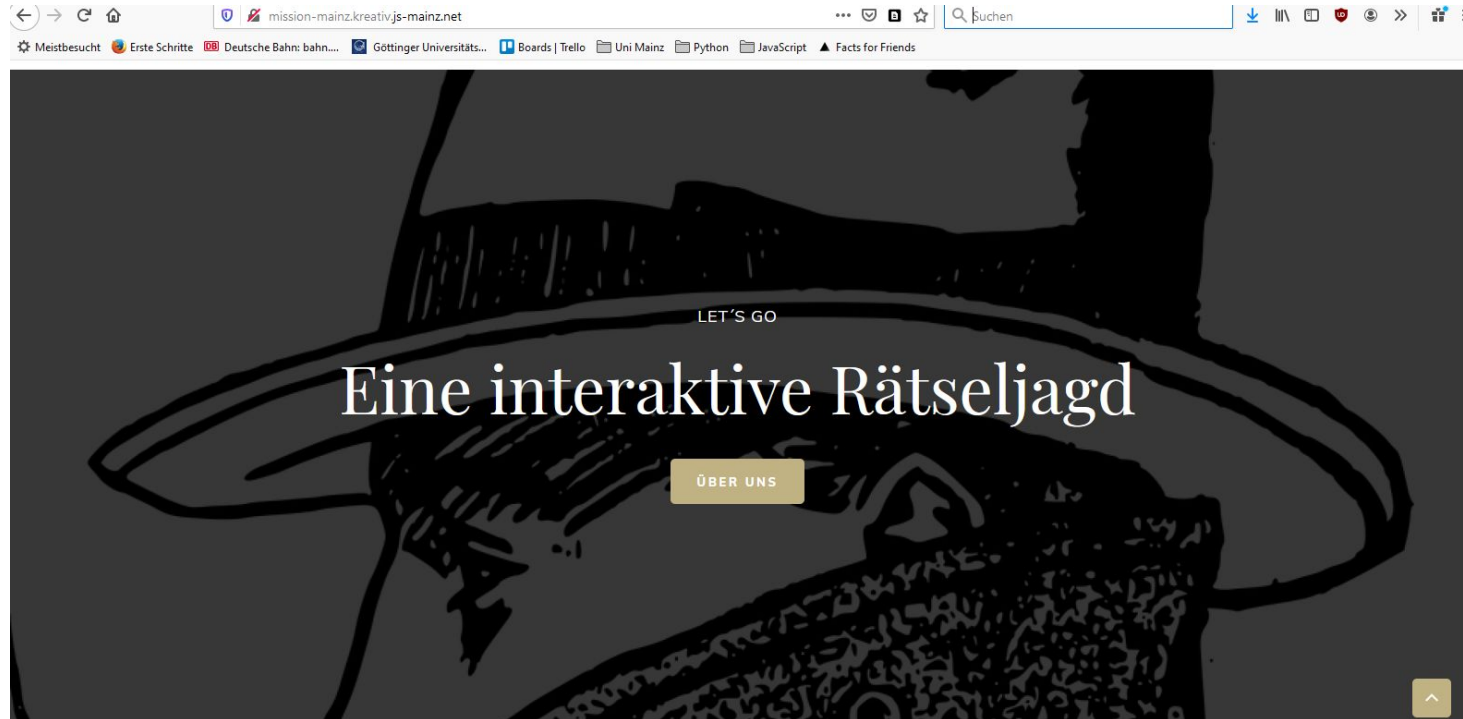 mission-mainz.kreativ.js-mainz.net
Suchen
Meistbesucht Erste Schritte DB Deutsche Bahn: bahn.... Göttinger Universitäts... Boards | Trello Uni Mainz Python JavaScript Facts for Friends
LET´S GO
Eine interaktive Rätseljagd
ÜBER UNS